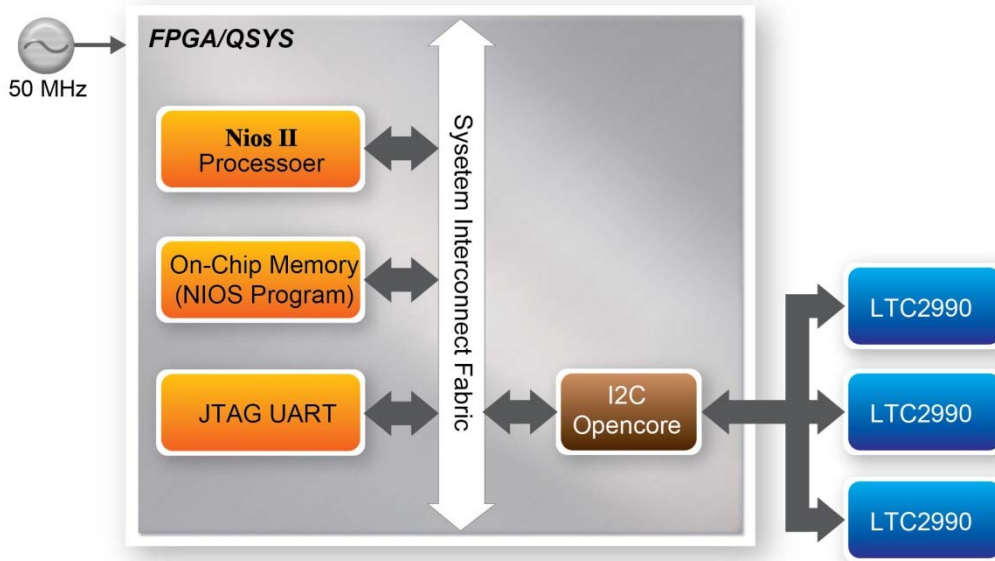 FPGA/QSYS
50 MHz
Nios II
Processoer
On-Chip Memory
(NIOS Program)
JTAG UART
Sysetem Interconnect Fabric
I2C
Opencore
LTC2990
LTC2990
LTC2990